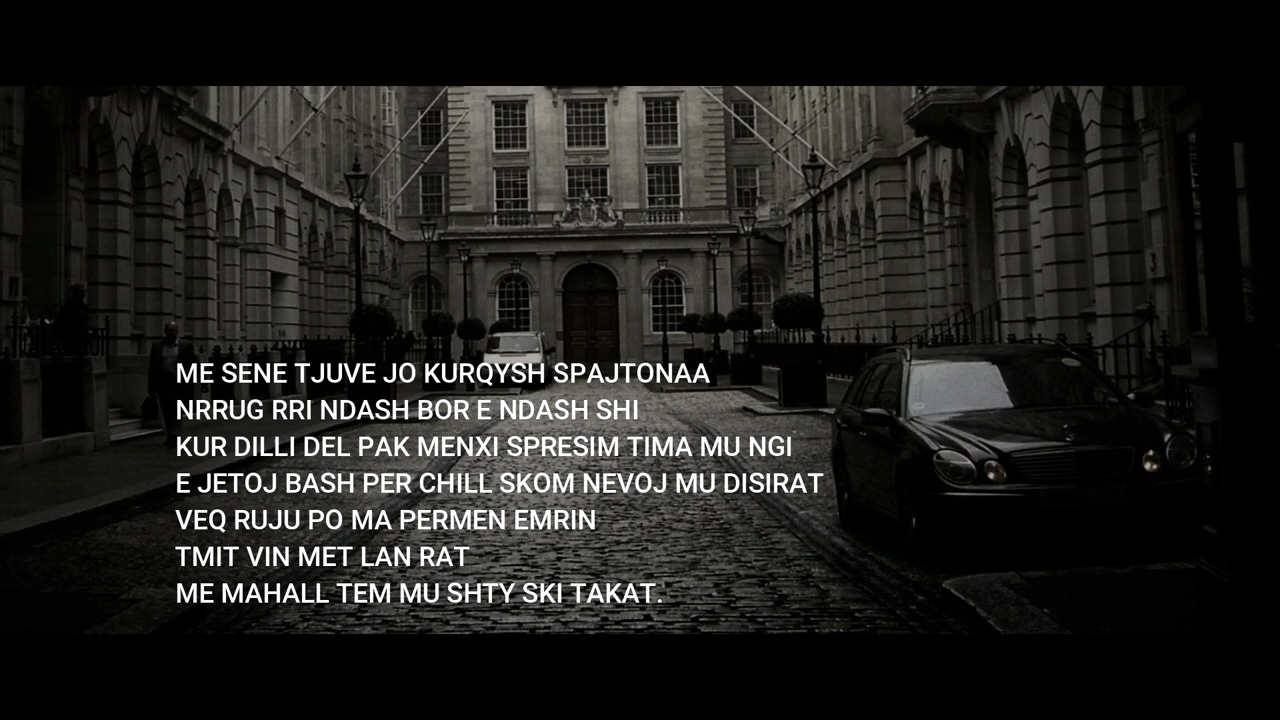 ME SENE TJUVE JO KURQYSH SPAJTONAA
NRRUG RRI NDASH BOR E NDASH SHI
KUR DILLI DEL PAK MENXI SPRESIM TIMA MU NGI
E JETOJ BASH PER CHILL SKOM NEVOJ MU DISIRAT
VEQ RUJU PO MA PERMEN EMRIN
TMIT VIN MET LAN RAT
ME MAHALL TEM MU SHTY SKI TAKAT.